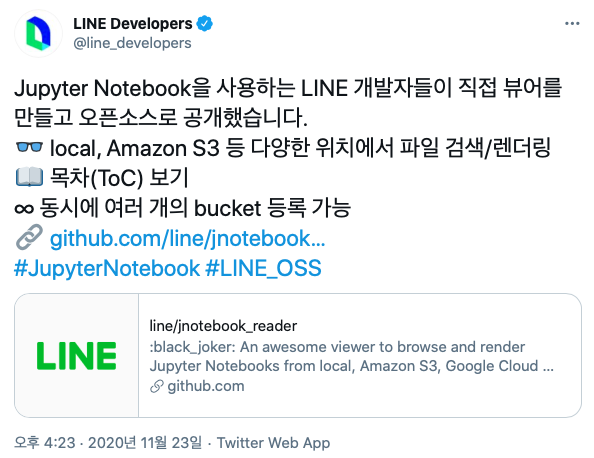 LINE Developers
@line_developers
Jupyter Notebook을 사용하는 LINE 개발자들이 직접 뷰어를
만들고 오픈소스로 공개했습니다.
👓 local, Amazon S3 등 다양한 위치에서 파일 검색/렌더링
📖 목차(ToC) 보기
∞ 동시에 여러 개의 bucket 등록 가능
🔗 github.com/line/jnotebook...
#JupyterNotebook #LINE_OSS
LINE
line/jnotebook_reader
:black_joker: An awesome viewer to browse and render
Jupyter Notebooks from local, Amazon S3, Google Cloud ...
github.com
오후 4:23 · 2020년 11월 23일 · Twitter Web App